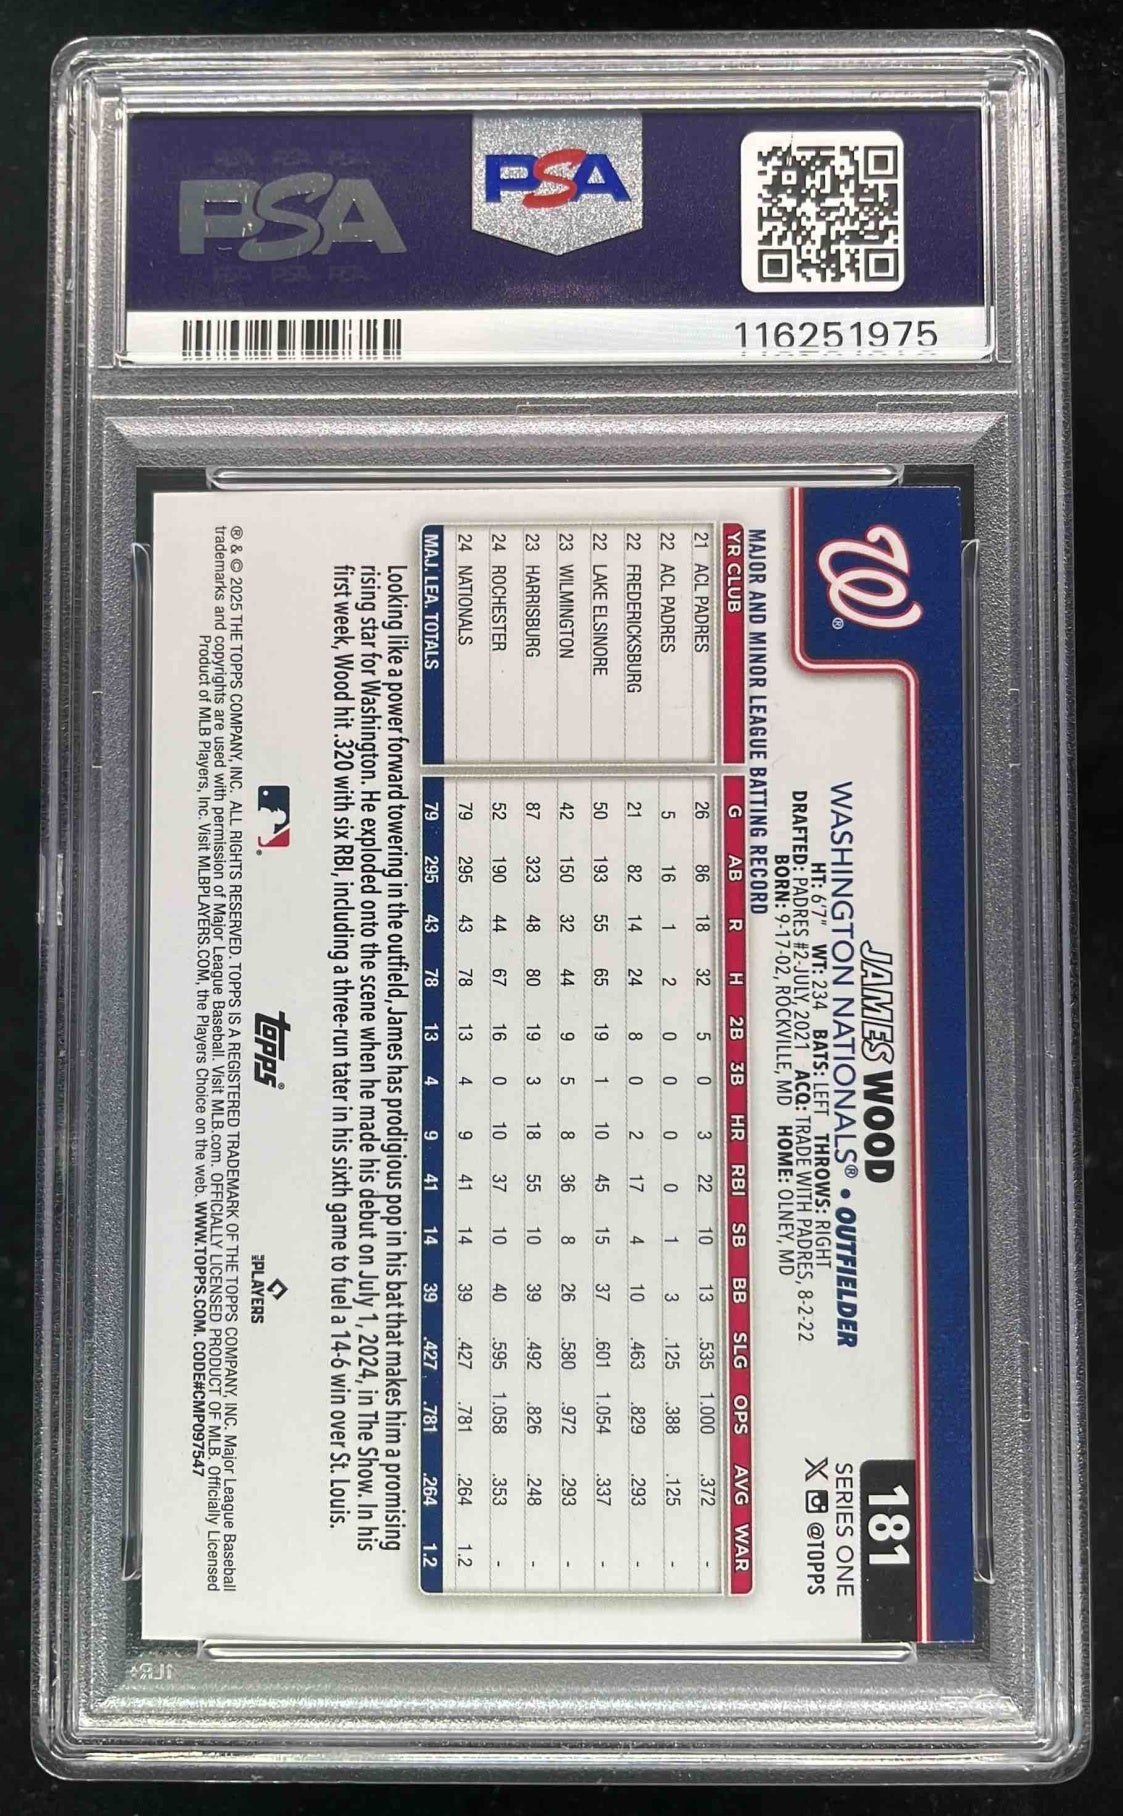 PSA
PSA
116251975
181
SERIES ONE
@TOPPS
JAMES WOOD
WASHINGTON NATIONALS® • OUTFIELDER
HT: 6'7" WT: 234 BATS: LEFT THROWS: RIGHT
DRAFTED: PADRES #2-JULY, 2021 ACQ: TRADE WITH PADRES, 8-2-22
BORN: 9-17-02, ROCKVILLE, MD HOME: OLNEY, MD
W®
MAJOR AND MINOR LEAGUE BATTING RECORD
YR CLUB G AB R H 2B 3B HR RBI SB BB SLG OPS AVG WAR
21 ACL PADRES 26 86 18 32 5 0 3 22 10 13 .535 1.000 .372 -
22 ACL PADRES 5 16 1 2 0 0 0 0 1 3 .125 .388 .125 -
22 FREDERICKSBURG 21 82 14 24 8 0 2 17 4 10 .463 .829 .293 -
22 LAKE ELSINORE 50 193 55 65 19 1 10 45 15 37 .601 1.054 .337 -
23 WILMINGTON 42 150 32 44 9 5 8 36 8 26 .580 .972 .293 -
23 HARRISBURG 87 323 48 80 19 3 18 55 10 39 .492 .826 .248 -
24 ROCHESTER 52 190 44 67 16 0 10 37 10 40 .595 1.058 .353 -
24 NATIONALS 79 295 43 78 13 4 9 41 14 39 .427 .781 .264 1.2
MAJ. LEA. TOTALS 79 295 43 78 13 4 9 41 14 39 .427 .781 .264 1.2
Looking like a power forward towering in the outfield, James has prodigious pop in his bat that makes him a promising
rising star for Washington. He exploded onto the scene when he made his debut on July 1, 2024, in The Show. In his
first week, Wood hit .320 with six RBI, including a three-run tater in his sixth game to fuel a 14-6 win over St. Louis.
topps®
PLAYERS
® & © 2025 THE TOPPS COMPANY, INC. ALL RIGHTS RESERVED. TOPPS IS A REGISTERED TRADEMARK OF THE TOPPS COMPANY, INC. Major League Baseball
trademarks and copyrights are used with permission of Major League Baseball. Visit MLB.com. OFFICIALLY LICENSED PRODUCT OF MLB. Officially Licensed
Product of MLB Players, Inc. Visit MLBPLAYERS.COM, the Players Choice on the web. WWW.TOPPS.COM. CODE#CMP097547